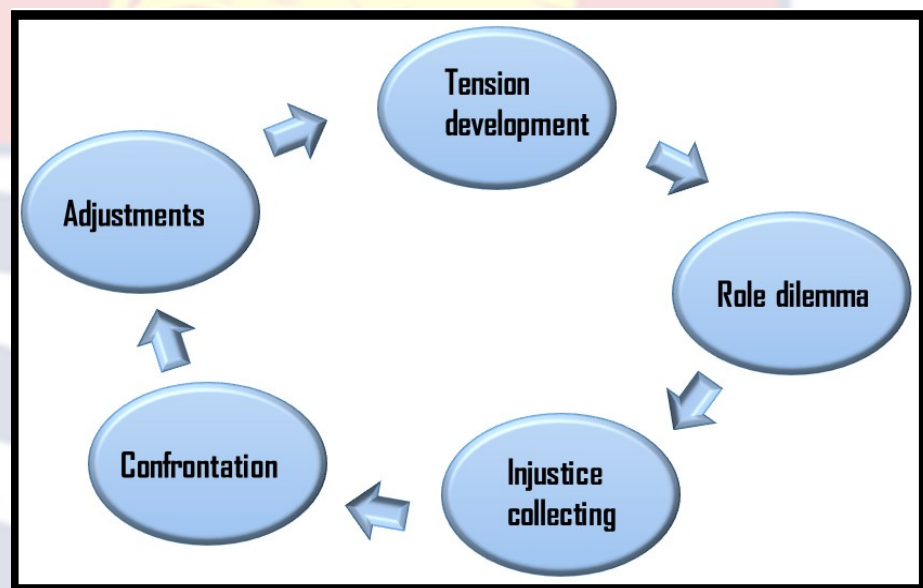 Tension
development
Role dilemma
Injustice
collecting
Confrontation
Adjustments